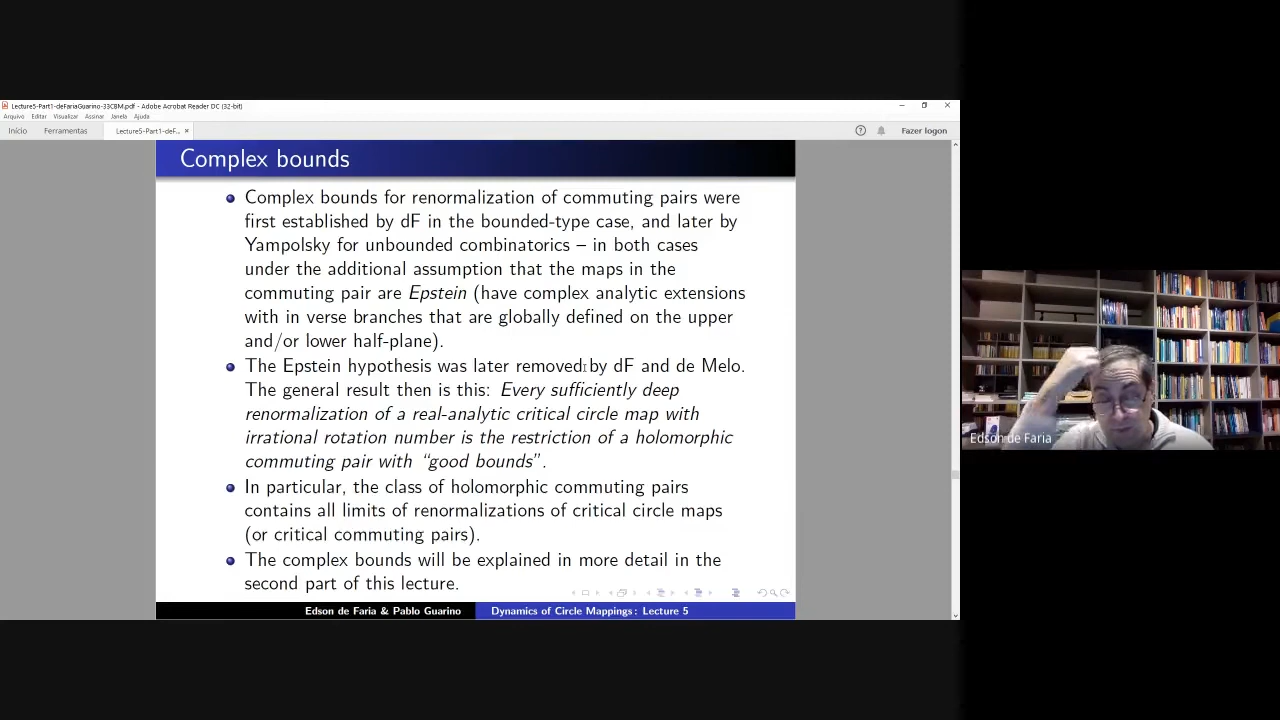 Lecture5-Part1-deFariaGuarino-33CBM.pdf - Adobe Acrobat Reader DC (32-bit)
Arquivo Editar Visualizar Assinar Janela Ajuda
Início Ferramentas Lecture5-Part1-deF... × Fazer logon
Complex bounds
Complex bounds for renormalization of commuting pairs were
first established by dF in the bounded-type case, and later by
Yampolsky for unbounded combinatorics – in both cases
under the additional assumption that the maps in the
commuting pair are Epstein (have complex analytic extensions
with in verse branches that are globally defined on the upper
and/or lower half-plane).
The Epstein hypothesis was later removed by dF and de Melo.
The general result then is this: Every sufficiently deep
renormalization of a real-analytic critical circle map with
irrational rotation number is the restriction of a holomorphic
commuting pair with “good bounds”.
In particular, the class of holomorphic commuting pairs
contains all limits of renormalizations of critical circle maps
(or critical commuting pairs).
The complex bounds will be explained in more detail in the
second part of this lecture.
Edson de Faria & Pablo Guarino Dynamics of Circle Mappings: Lecture 5
Edson de Faria